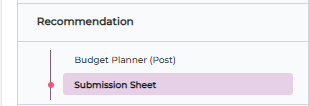 Recommendation
Budget Planner (Post)
Submission Sheet